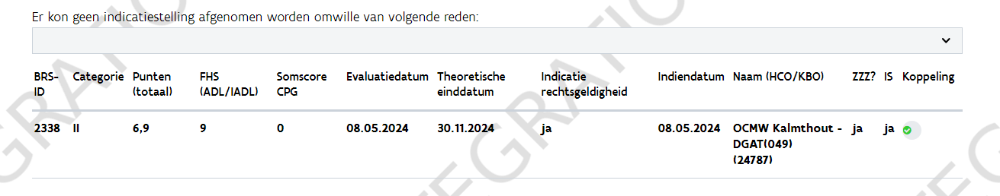 Er kon geen indicatiestelling afgenomen worden omwille van volgende reden:
BRS-ID Categorie Punten (totaal) FHS (ADL/IADL) Somscore CPG Evaluatiedatum Theoretische einddatum Indicatie rechtsgeldigheid Indiendatum Naam (HCO/KBO) ZZZ? IS Koppeling
2338 II 6,9 9 0 08.05.2024 30.11.2024 ja 08.05.2024 OCMW Kalmthout - DGAT(049) (24787) ja ja